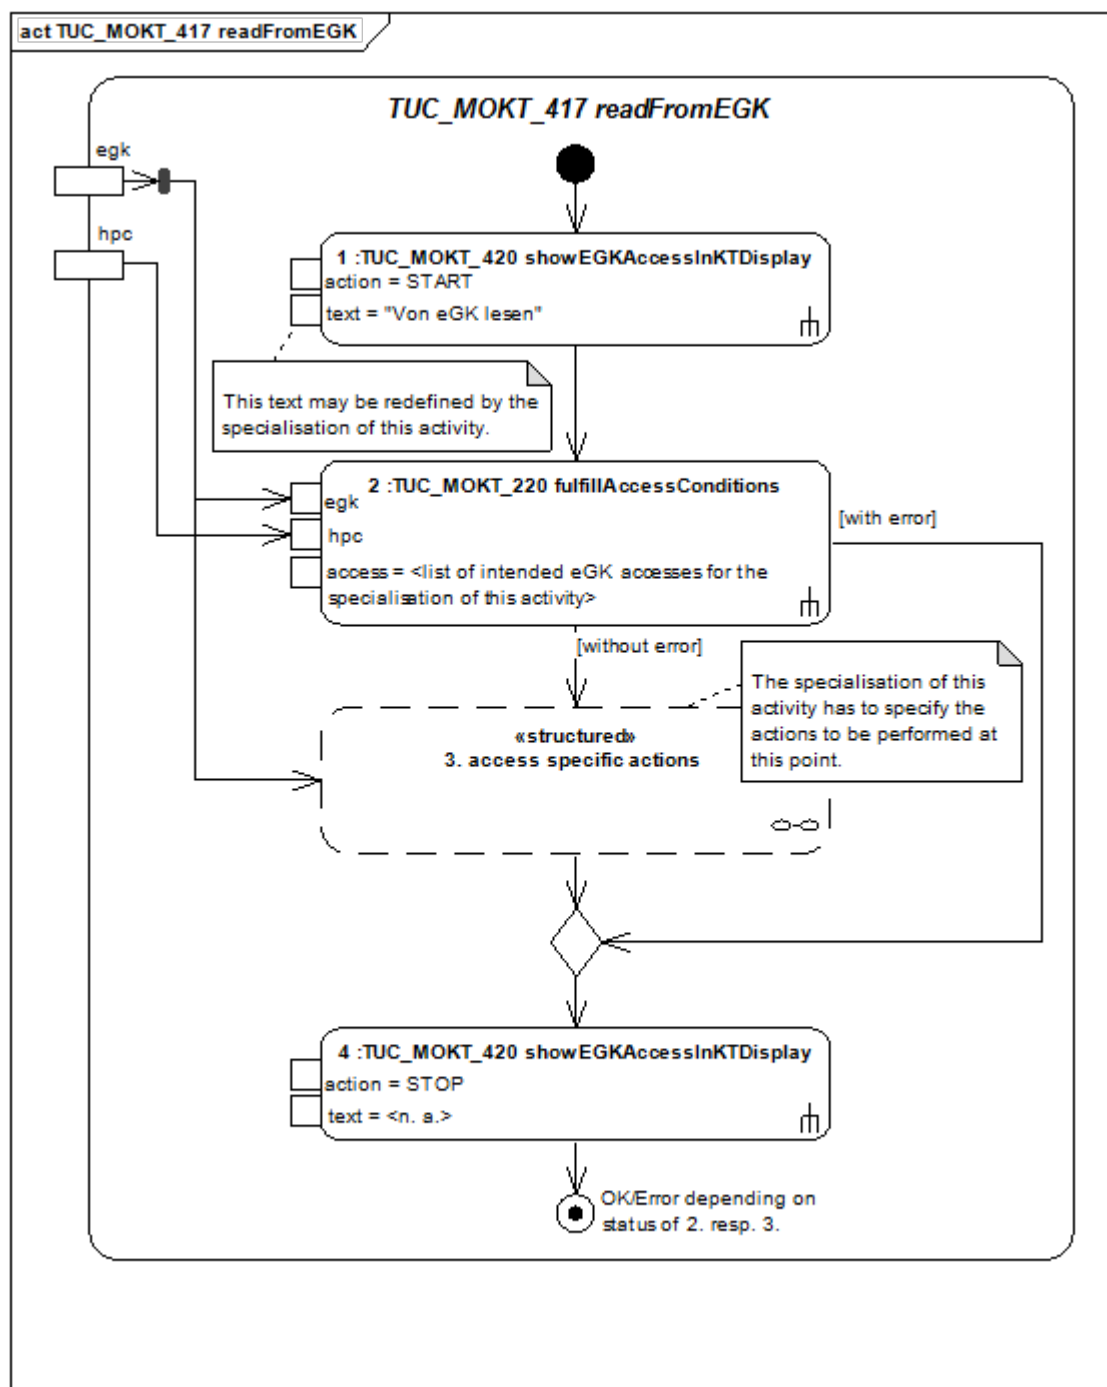 act TUC_MOKT_417 readFromEGK
TUC_MOKT_417 readFromEGK
egk
hpc
1 :TUC_MOKT_420 showEGKAccessInKTDisplay
action = START
text = "Von eGK lesen"
This text may be redefined by the
specialisation of this activity.
2 :TUC_MOKT_220 fulfillAccessConditions
egk
hpc
access = <list of intended eGK accesses for the
specialisation of this activity>
[with error]
[without error]
The specialisation of this
activity has to specify the
actions to be performed at
this point.
«structured»
3. access specific actions
4 :TUC_MOKT_420 showEGKAccessInKTDisplay
action = STOP
text = <n. a.>
OK/Error depending on
status of 2. resp. 3.